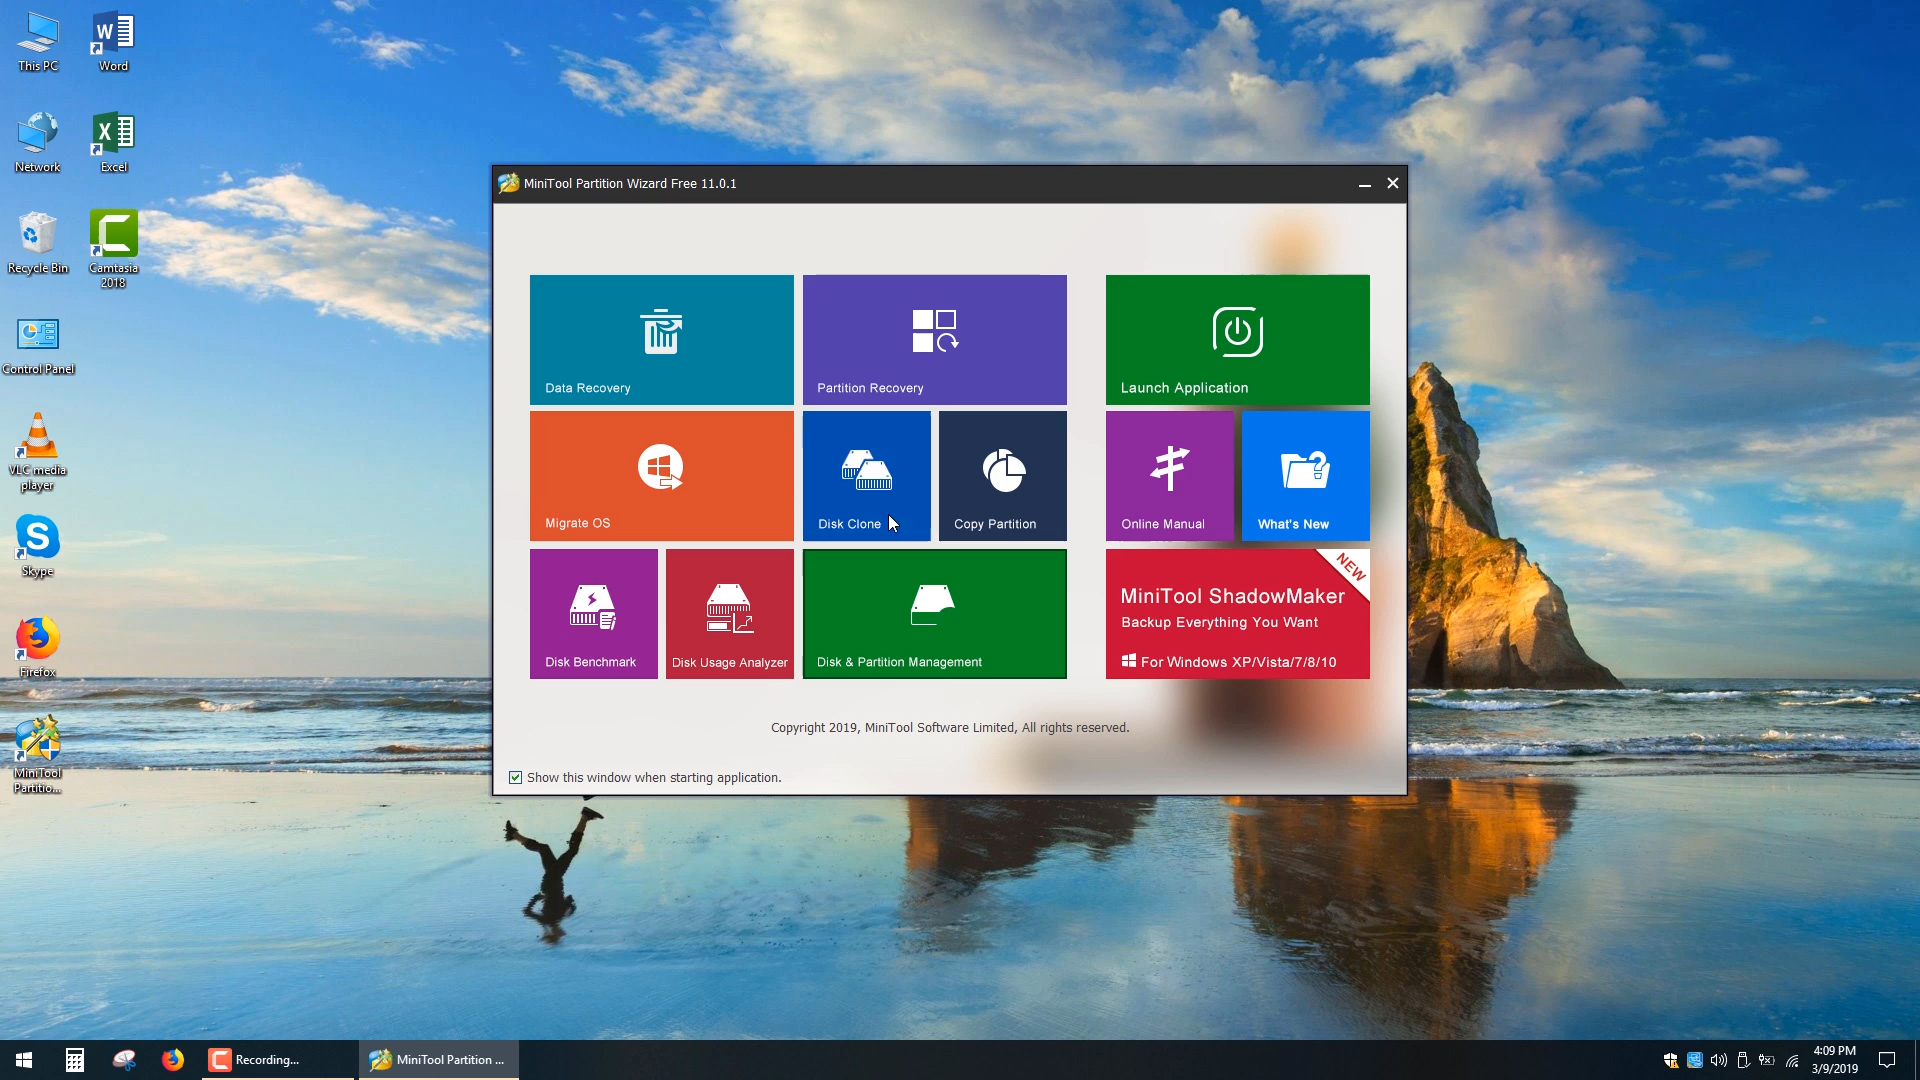 This PC
Word
Network
Excel
Recycle Bin
Camtasia
2018
Control Panel
VLC media
player
Skype
Firefox
MiniTool
Partitio...
MiniTool Partition Wizard Free 11.0.1
Data Recovery
Partition Recovery
Launch Application
Migrate OS
Disk Clone
Copy Partition
Online Manual
What's New
Disk Benchmark
Disk Usage Analyzer
Disk & Partition Management
NEW
MiniTool ShadowMaker
Backup Everything You Want
For Windows XP/Vista/7/8/10
Copyright 2019, MiniTool Software Limited, All rights reserved.
Show this window when starting application.
Recording...
MiniTool Partition ...
4:09 PM
3/9/2019